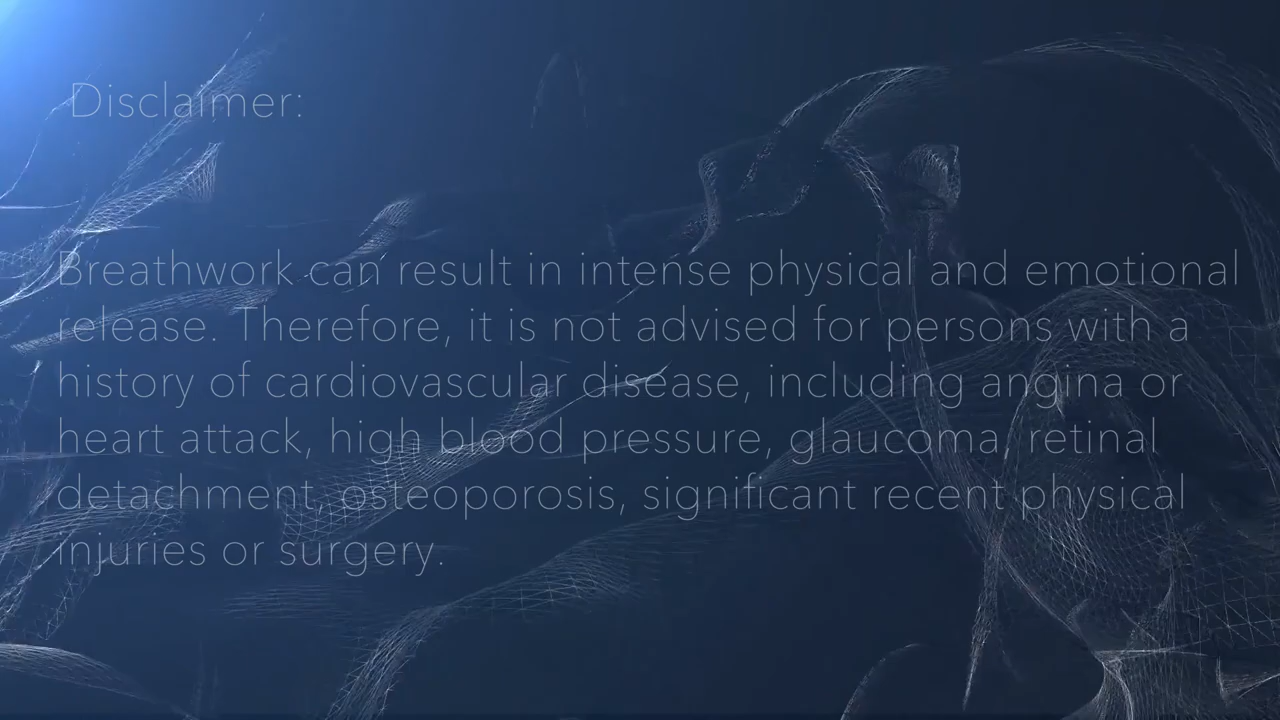 Disclaimer:
Breathwork can result in intense physical and emotional
release. Therefore, it is not advised for persons with a
history of cardiovascular disease, including angina or
heart attack, high blood pressure, glaucoma, retinal
detachment, osteoporosis, significant recent physical
injuries or surgery.